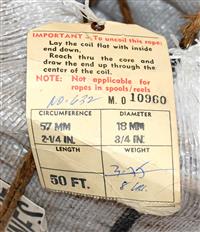 IMPORTANT To uncoil this rope:
Lay the coil flat with inside
end down.
Reach thru the core and
draw the end up through the
center of the coil.
NOTE: Not applicable for
ropes in spools/reels
NO-632 M.O 10960
CIRCUMFERENCE DIAMETER
57 MM 18 MM
2-1/4 IN. 3/4 IN.
LENGTH WEIGHT
50 FT.
8 lbs.